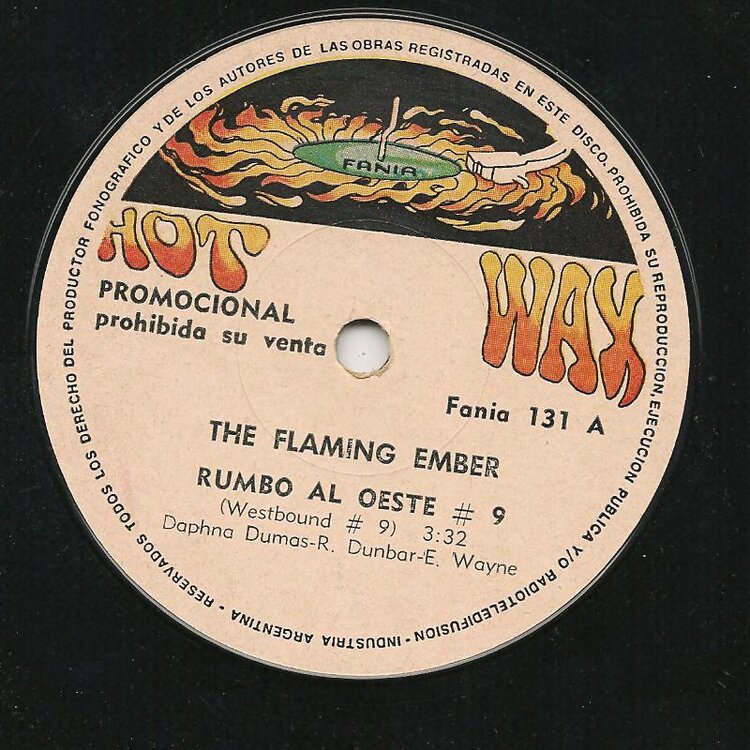 RESERVADOS TODOS LOS DERECHO DEL PRODUCTOR FONOGRAFICO Y DE LOS AUTORES DE LAS OBRAS REGISTRADAS EN ESTE DISCO. PROHIBIDA SU REPRODUCCION, EJECUCION PUBLICA Y/O RADIOTELEDIFUSION - INDUSTRIA ARGENTINA -
FANIA
HOT WAX
PROMOCIONAL
prohibida su venta
Fania 131 A
THE FLAMING EMBER
RUMBO AL OESTE # 9
(Westbound # 9) 3:32
Daphna Dumas-R. Dunbar-E. Wayne